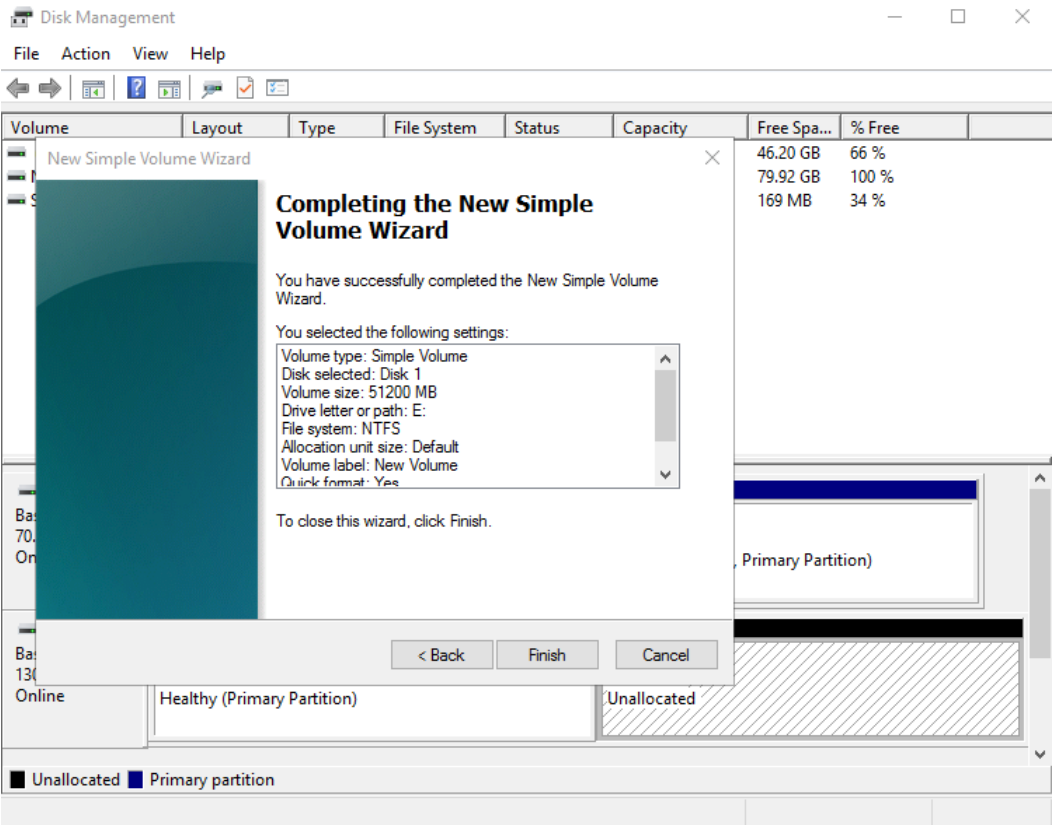 Disk Management
File Action View Help
Volume Layout Type File System Status Capacity Free Spa... % Free
46.20 GB 66 %
79.92 GB 100 %
169 MB 34 %
New Simple Volume Wizard
Completing the New Simple
Volume Wizard
You have successfully completed the New Simple Volume
Wizard.
You selected the following settings:
Volume type: Simple Volume
Disk selected: Disk 1
Volume size: 51200 MB
Drive letter or path: E:
File system: NTFS
Allocation unit size: Default
Volume label: New Volume
Quick format: Yes
To close this wizard, click Finish.
< Back Finish Cancel
70.
, Primary Partition)
130
Online
Healthy (Primary Partition) Unallocated
Unallocated Primary partition